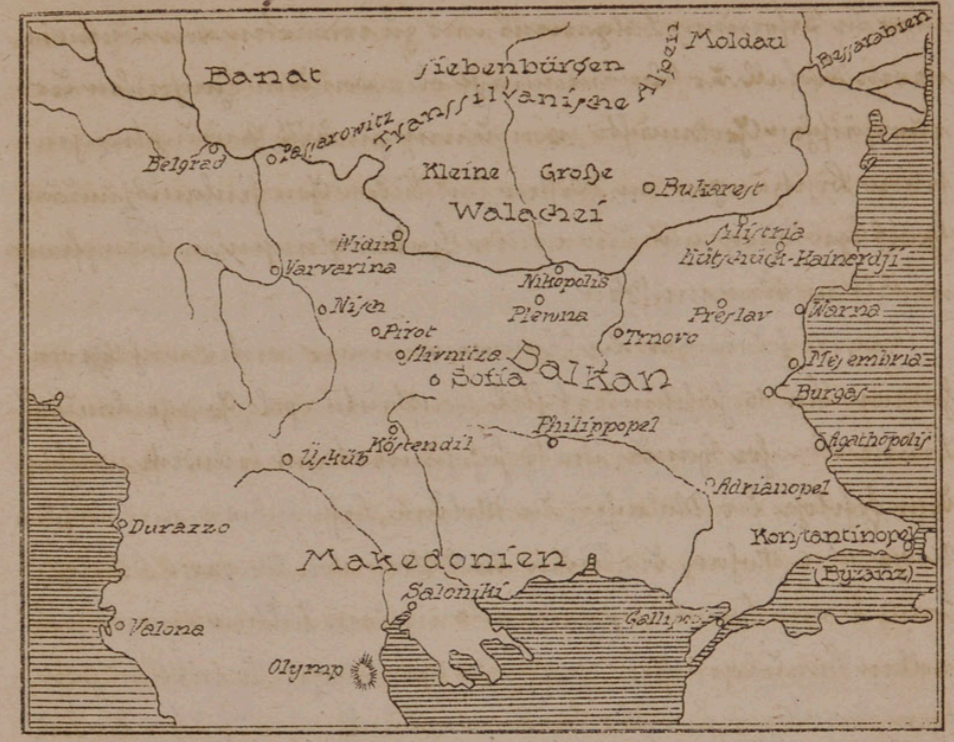 Bessarabien
Moldau
Siebenbürgen
Banat
Transsilvanische Alpen
Passarowitz
Belgrad
Kleine Große
Walachei
Bukarest
Silistria
Widin
Kütschück-Kainerdji
Varvarina
Nikopolis
Nisch
Plewna
Preslav
Warna
Pirot
Trnovo
Slivnitza
Balkan
Mesembria
Sofia
Burgas
Philippopel
Köstendil
Agathopolis
Üsküb
Adrianopel
Durazzo
Konstantinopel
Makedonien
(Byzanz)
Saloniki
Gallipoli
Valona
Olymp